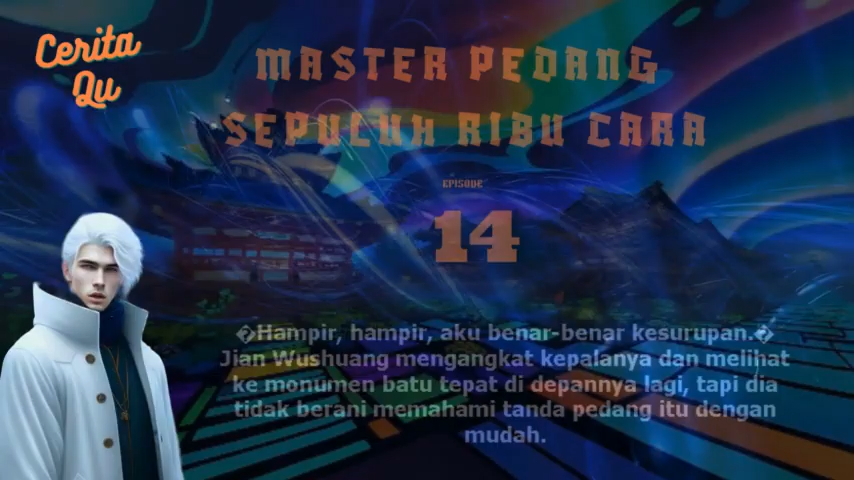 Cerita
Qu
MASTER PEDANG
SEPULUH RIBU CARA
EPISODE
14
�Hampir, hampir, aku benar-benar kesurupan.�
Jian Wushuang mengangkat kepalanya dan melihat
ke monumen batu tepat di depannya lagi, tapi dia
tidak berani memahami tanda pedang itu dengan
mudah.